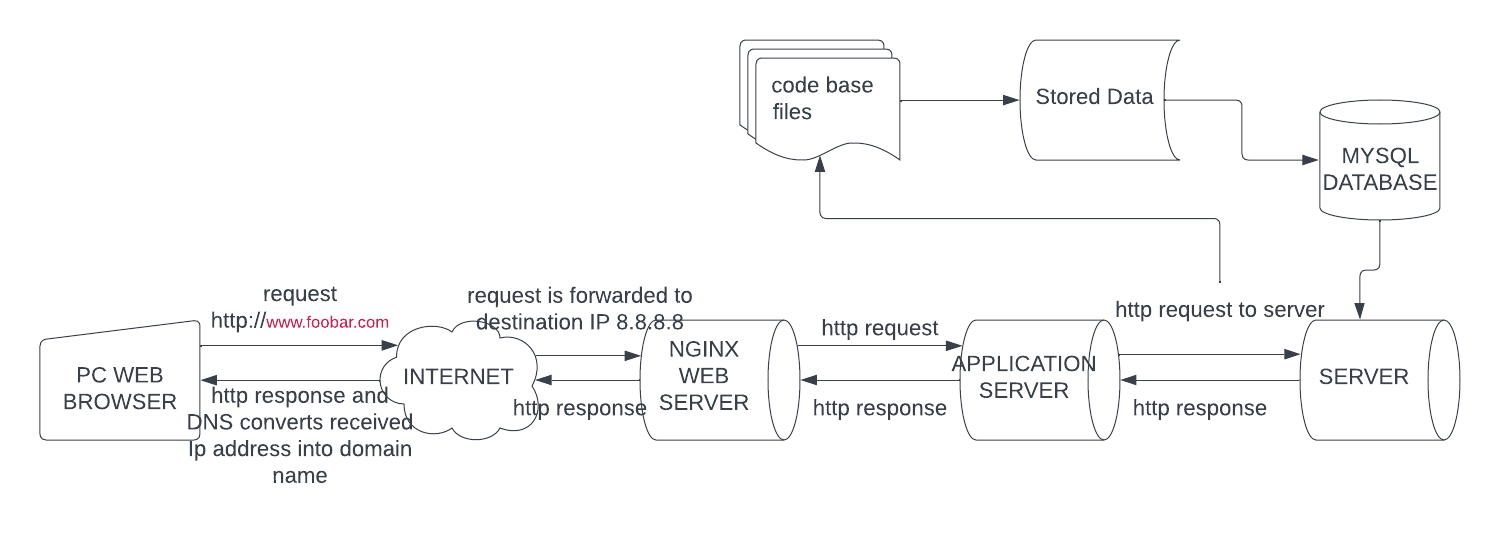 code base
files
Stored Data
MYSQL
DATABASE
request
http://www.foobar.com
request is forwarded to
destination IP 8.8.8.8
http request
http request to server
PC WEB
BROWSER
INTERNET
NGINX
WEB
SERVER
APPLICATION
SERVER
SERVER
http response and
DNS converts received
Ip address into domain
name
http response
http response
http response